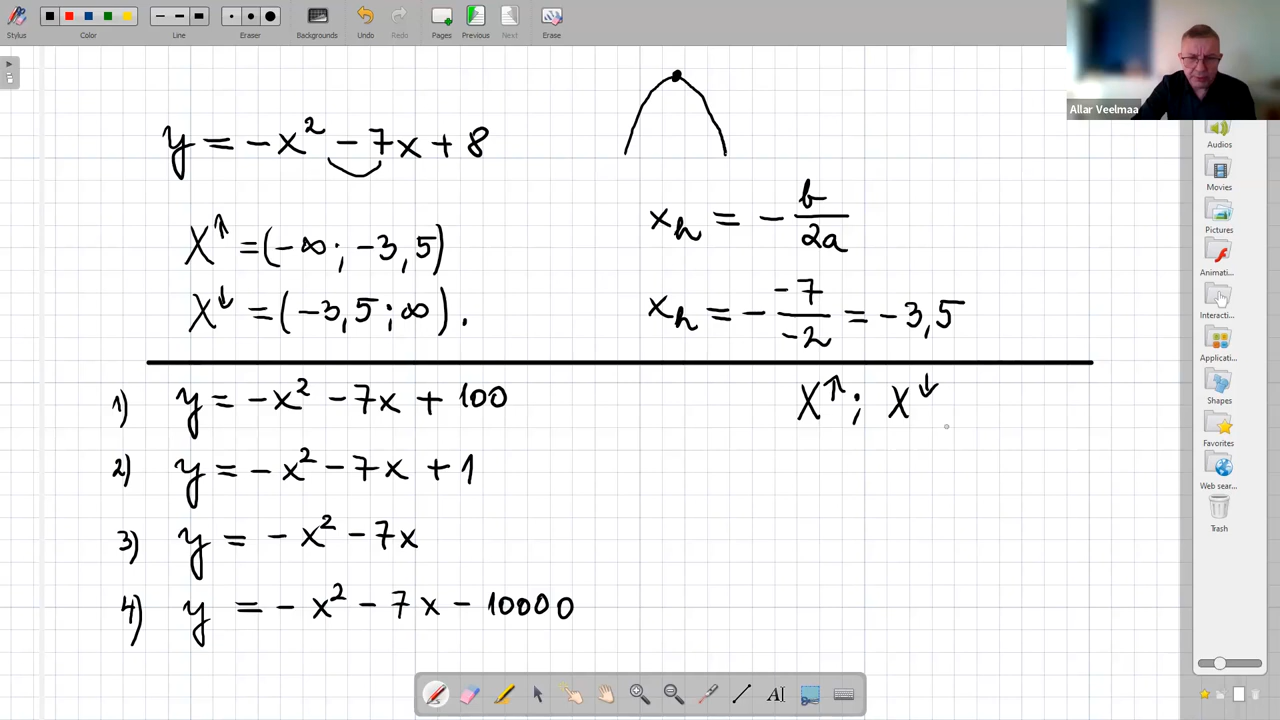 Stylus Color Line Eraser Backgrounds Undo Redo Pages Previous Next Erase
Allar Veelmaa
y = -x² - 7x + 8
X↑ = (-∞; -3,5)
X↓ = (-3,5; ∞).
xₕ = - b/2a
xₕ = - -7/-2 = -3,5
1) y = -x² - 7x + 100
X↑; X↓
2) y = -x² - 7x + 1
3) y = -x² - 7x
4) y = -x² - 7x - 10000
Audios
Movies
Pictures
Animati...
Interacti...
Applicati...
Shapes
Favorites
Web sear...
Trash
AI